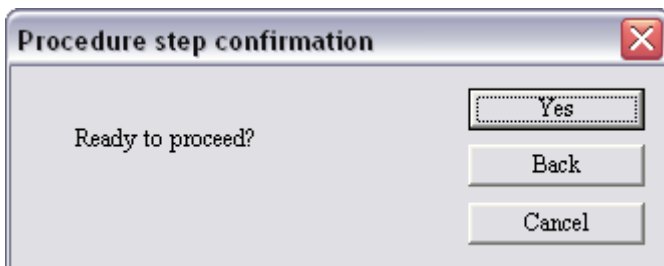 Procedure step confirmation
Ready to proceed?
Yes
Back
Cancel